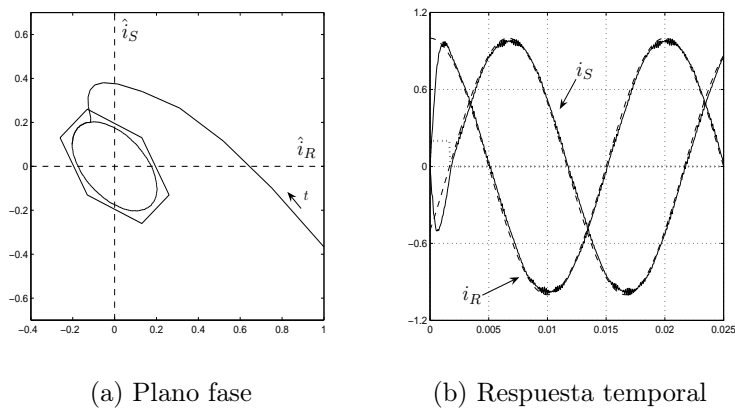 0.6
0.4
0.2
0
−0.2
−0.4
−0.6
−0.4 −0.2 0 0.2 0.4 0.6 0.8 1
î_S
î_R
t
(a) Plano fase
1.2
0.6
0
−0.6
−1.2
0 0.005 0.01 0.015 0.02 0.025
i_S
i_R
(b) Respuesta temporal